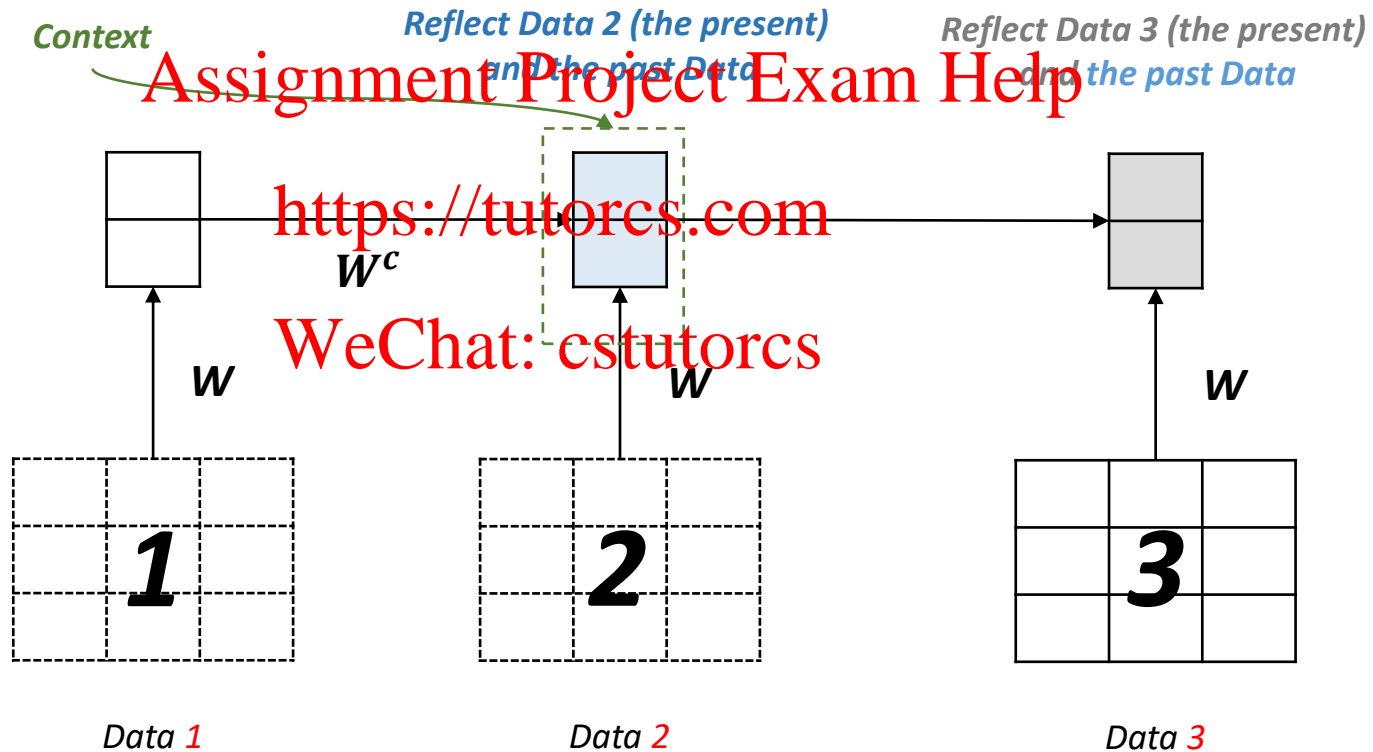 Context
Reflect Data 2 (the present)
and the past Data
Reflect Data 3 (the present)
and the past Data
Assignment Project Exam Help
https://tutorcs.com
W^c
WeChat: cstutorcs
W
W
W
1
2
3
Data 1
Data 2
Data 3